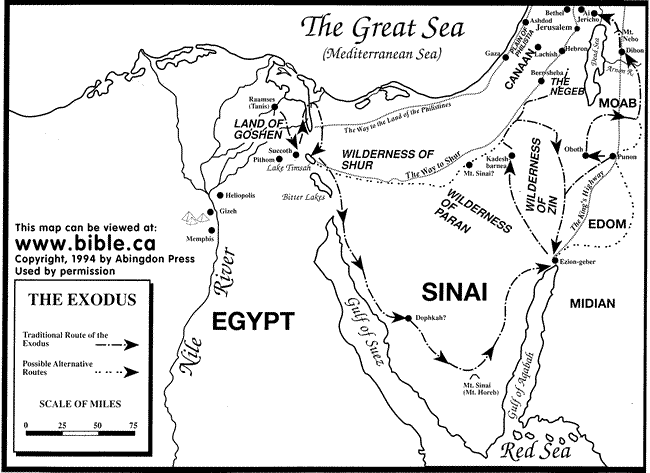 The Great Sea
(Mediterranean Sea)
Bethel
Ai
Ashdod
Jericho
Jerusalem
Mt.
Nebo
PLAIN OF
PHILISTIA
Gaza
Lachish
Hebron
Dead Sea
Dibon
CANAAN
Arnon R.
Beersheba
THE
NEGEB
MOAB
Raamses
(Tanis)
LAND OF
GOSHEN
The Way to the Land of the Philistines
Succoth
Pithom
Lake Timsah
WILDERNESS OF
SHUR
The Way to Shur
Mt. Sinai?
Kadesh
barnea
Oboth
Punon
WILDERNESS
OF
ZIN
Bitter Lakes
WILDERNESS
OF
PARAN
The King's Highway
EDOM
Heliopolis
Gizeh
Memphis
This map can be viewed at:
www.bible.ca
Copyright, 1994 by Abingdon Press
Used by permission
Ezion-geber
SINAI
MIDIAN
EGYPT
Nile
River
Gulf of Suez
Dophkah?
Mt. Sinai
(Mt. Horeb)
Gulf of Aqabah
Red Sea
THE EXODUS
Traditional Route of the
Exodus
Possible Alternative
Routes
SCALE OF MILES
0 25 50 75